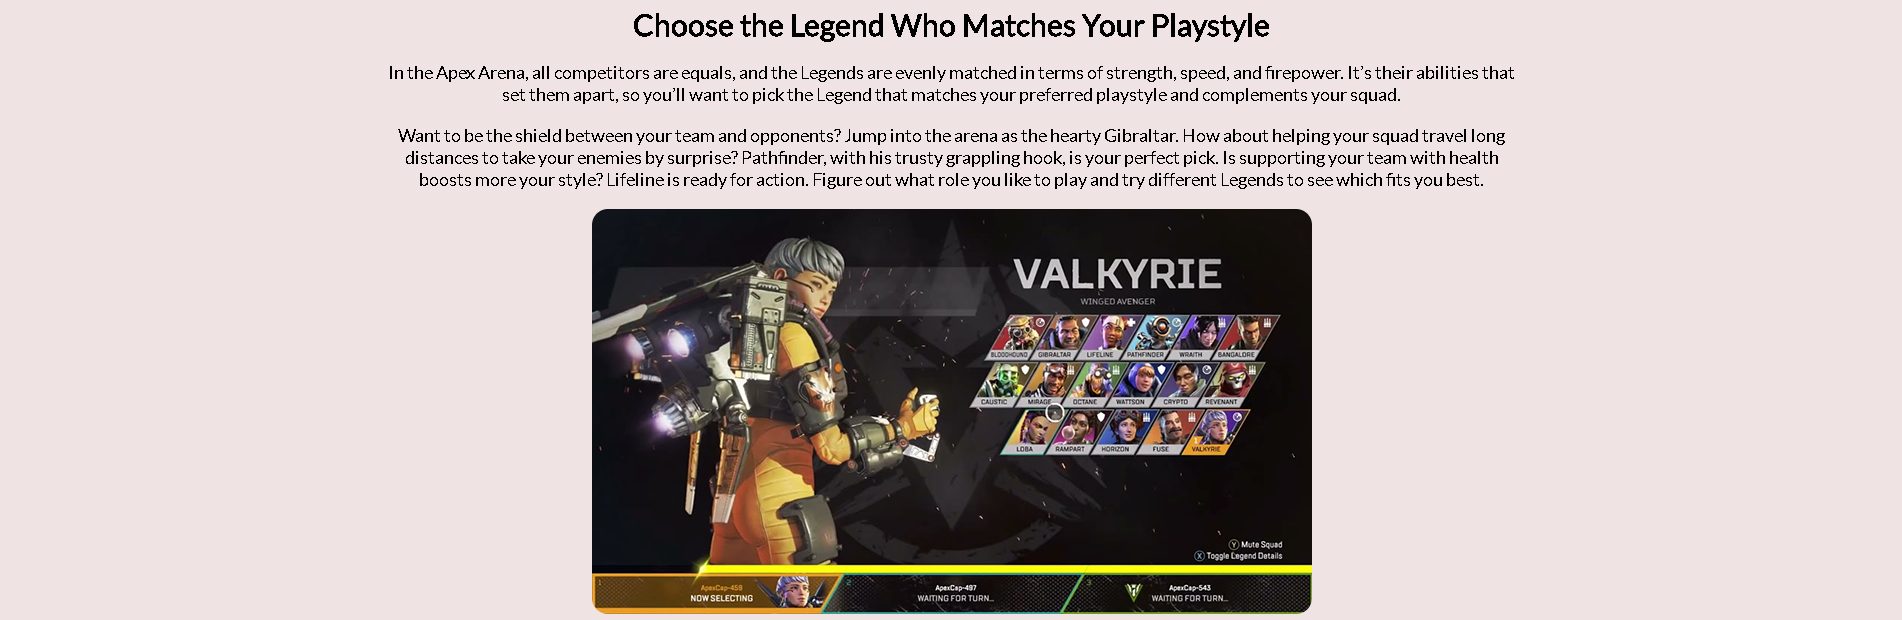 Choose the Legend Who Matches Your Playstyle
In the Apex Arena, all competitors are equals, and the Legends are evenly matched in terms of strength, speed, and firepower. It’s their abilities that
set them apart, so you’ll want to pick the Legend that matches your preferred playstyle and complements your squad.
Want to be the shield between your team and opponents? Jump into the arena as the hearty Gibraltar. How about helping your squad travel long
distances to take your enemies by surprise? Pathfinder, with his trusty grappling hook, is your perfect pick. Is supporting your team with health
boosts more your style? Lifeline is ready for action. Figure out what role you like to play and try different Legends to see which fits you best.
VALKYRIE
WINGED AVENGER
BLOODHOUND GIBRALTAR LIFELINE PATHFINDER WRAITH BANGALORE
CAUSTIC MIRAGE OCTANE WATTSON CRYPTO REVENANT
LOBA RAMPART HORIZON FUSE VALKYRIE
Y Mute Squad
X Toggle Legend Details
1 ApexCap-459 2 ApexCap-497 3 ApexCap-543
NOW SELECTING WAITING FOR TURN... WAITING FOR TURN...